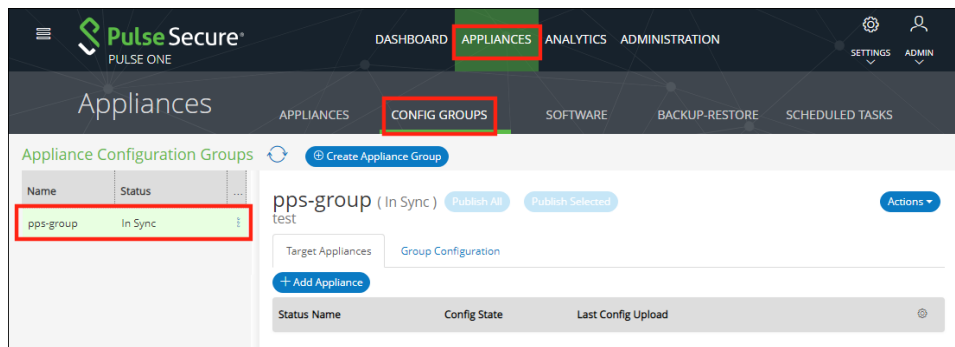 Pulse Secure®
PULSE ONE
DASHBOARD APPLIANCES ANALYTICS ADMINISTRATION
SETTINGS ADMIN
Appliances
APPLIANCES CONFIG GROUPS SOFTWARE BACKUP-RESTORE SCHEDULED TASKS
Appliance Configuration Groups Create Appliance Group
Name Status ...
pps-group In Sync
pps-group ( In Sync ) Publish All Publish Selected Actions
test
Target Appliances Group Configuration
+ Add Appliance
Status Name Config State Last Config Upload